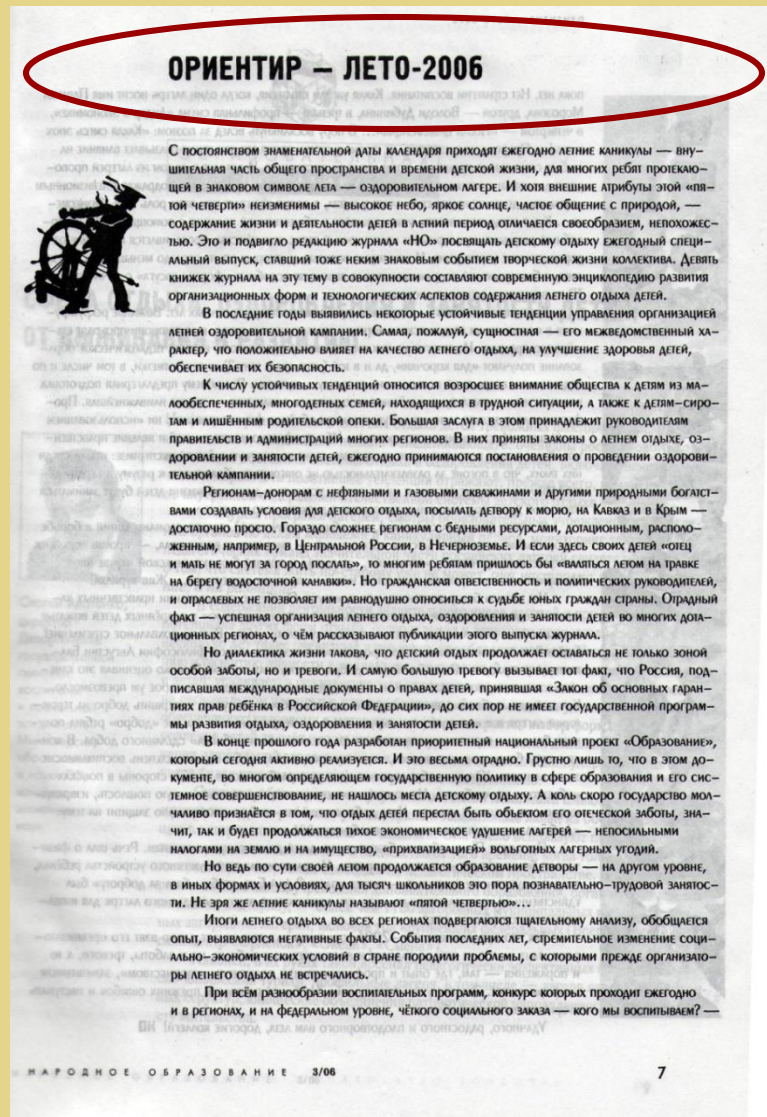 ОРИЕНТИР — ЛЕТО-2006
С постоянством знаменательной даты календаря приходят ежегодно летние каникулы — вну-
шительная часть общего пространства и времени детской жизни, для многих ребят протекаю-
щей в знаковом символе лета — оздоровительном лагере. И хотя внешние атрибуты этой «пя-
той четверти» неизменимы — высокое небо, яркое солнце, частое общение с природой, —
содержание жизни и деятельности детей в летний период отличается своеобразием, непохожес-
тью. Это и подвигло редакцию журнала «НО» посвящать детскому отдыху ежегодный специ-
альный выпуск, ставший тоже неким знаковым событием творческой жизни коллектива. Девять
книжек журнала на эту тему в совокупности составляют современную энциклопедию развития
организационных форм и технологических аспектов содержания летнего отдыха детей.
В последние годы выявились некоторые устойчивые тенденции управления организацией
летней оздоровительной кампании. Самая, пожалуй, сущностная — его межведомственный ха-
рактер, что положительно влияет на качество летнего отдыха, на улучшение здоровья детей,
обеспечивает их безопасность.
К числу устойчивых тенденций относится возросшее внимание общества к детям из ма-
лообеспеченных, многодетных семей, находящихся в трудной ситуации, а также к детям-сиро-
там и лишённым родительской опеки. Большая заслуга в этом принадлежит руководителям
правительств и администраций многих регионов. В них приняты законы о летнем отдыхе, оз-
доровлении и занятости детей, ежегодно принимаются постановления о проведении оздорови-
тельной кампании.
Регионам-донорам с нефтяными и газовыми скважинами и другими природными богатст-
вами создавать условия для детского отдыха, посылать детвору к морю, на Кавказ и в Крым —
достаточно просто. Гораздо сложнее регионам с бедными ресурсами, дотационным, располо-
женным, например, в Центральной России, в Нечерноземье. И если здесь своих детей «отец
и мать не могут за город послать», то многим ребятам пришлось бы «валяться летом на травке
на берегу водосточной канавки». Но гражданская ответственность и политических руководителей,
и отраслевых не позволяет им равнодушно относиться к судьбе юных граждан страны. Отрадный
факт — успешная организация летнего отдыха, оздоровления и занятости детей во многих дота-
ционных регионах, о чём рассказывают публикации этого выпуска журнала.
Но диалектика жизни такова, что детский отдых продолжает оставаться не только зоной
особой заботы, но и тревоги. И самую большую тревогу вызывает тот факт, что Россия, под-
писавшая международные документы о правах детей, принявшая «Закон об основных гаран-
тиях прав ребёнка в Российской Федерации», до сих пор не имеет государственной програм-
мы развития отдыха, оздоровления и занятости детей.
В конце прошлого года разработан приоритетный национальный проект «Образование»,
который сегодня активно реализуется. И это весьма отрадно. Грустно лишь то, что в этом до-
кументе, во многом определяющем государственную политику в сфере образования и его сис-
темное совершенствование, не нашлось места детскому отдыху. А коль скоро государство мол-
чаливо признаётся в том, что отдых детей перестал быть объектом его отеческой заботы, зна-
чит, так и будет продолжаться тихое экономическое удушение лагерей — непосильными
налогами на землю и на имущество, «прихватизацией» вольготных лагерных угодий.
Но ведь по сути своей летом продолжается образование детворы — на другом уровне,
в иных формах и условиях, для тысяч школьников это пора познавательно-трудовой занятос-
ти. Не зря же летние каникулы называют «пятой четвертью»...
Итоги летнего отдыха во всех регионах подвергаются тщательному анализу, обобщается
опыт, выявляются негативные факты. События последних лет, стремительное изменение соци-
ально-экономических условий в стране породили проблемы, с которыми прежде организато-
ры летнего отдыха не встречались.
При всём разнообразии воспитательных программ, конкурс которых проходит ежегодно
и в регионах, и на федеральном уровне, чёткого социального заказа — кого мы воспитываем? —
НАРОДНОЕ ОБРАЗОВАНИЕ 3/06 7